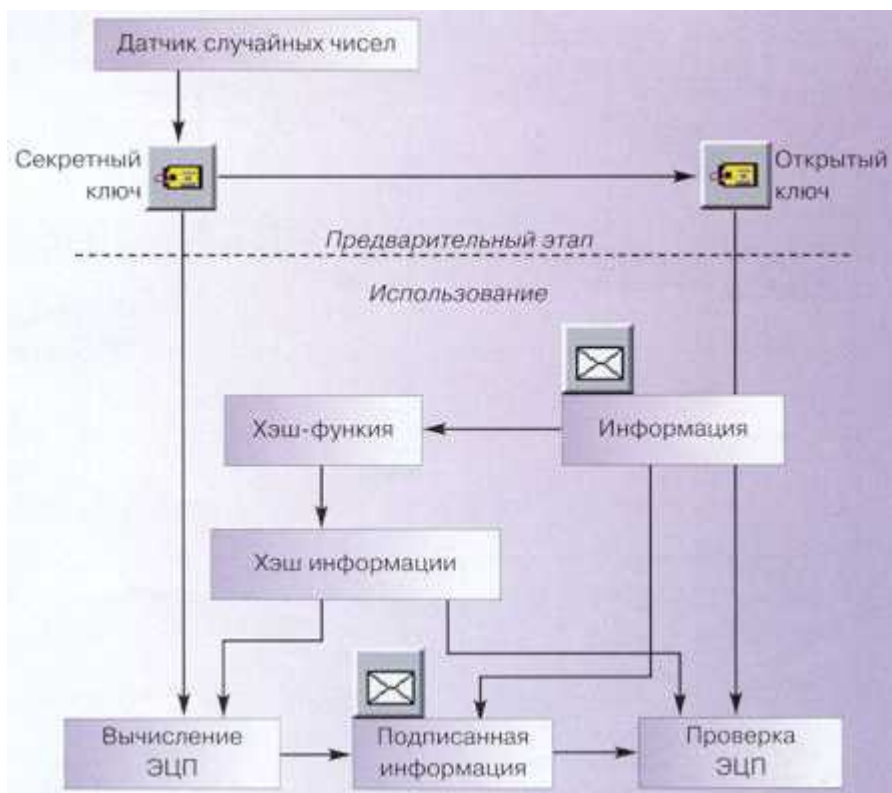 Датчик случайных чисел
Секретный
ключ
Открытый
ключ
Предварительный этап
Использование
Хэш-функия
Информация
Хэш информации
Вычисление
ЭЦП
Подписанная
информация
Проверка
ЭЦП